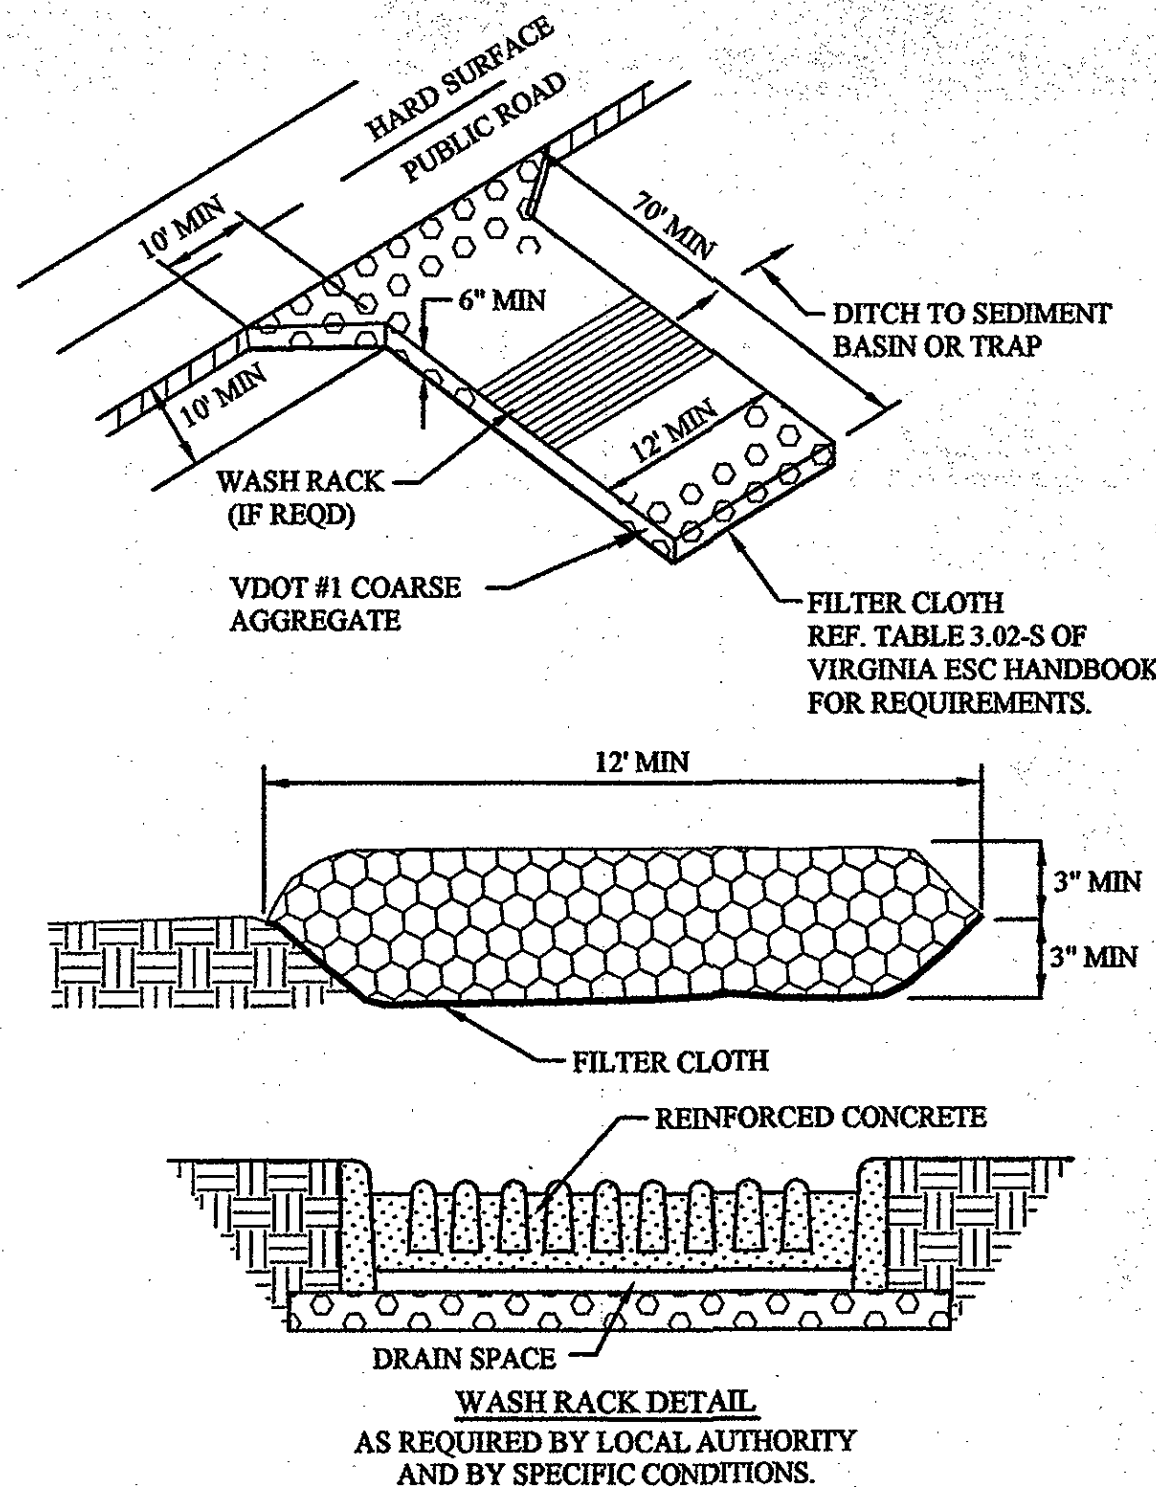 HARD SURFACE
PUBLIC ROAD
10' MIN
70' MIN
6" MIN
DITCH TO SEDIMENT
BASIN OR TRAP
10' MIN
12' MIN
WASH RACK
(IF REQD)
VDOT #1 COARSE
AGGREGATE
FILTER CLOTH
REF. TABLE 3.02-S OF
VIRGINIA ESC HANDBOOK
FOR REQUIREMENTS.
12' MIN
3" MIN
3" MIN
FILTER CLOTH
REINFORCED CONCRETE
DRAIN SPACE
WASH RACK DETAIL
AS REQUIRED BY LOCAL AUTHORITY
AND BY SPECIFIC CONDITIONS.